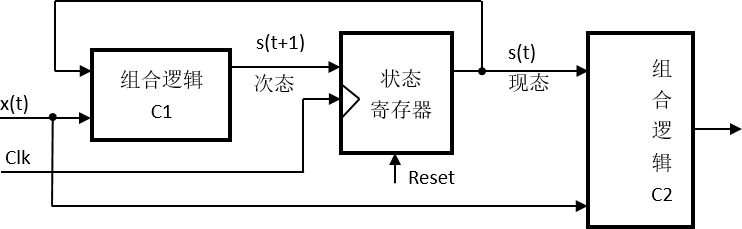 s(t+1)
次态
组合逻辑
C1
状态
寄存器
s(t)
现态
组
合
逻
辑
C2
x(t)
Clk
Reset